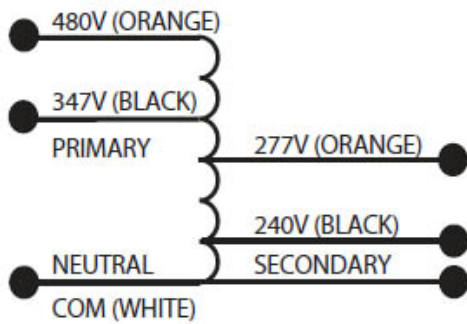 480V (ORANGE)
347V (BLACK)
PRIMARY
277V (ORANGE)
240V (BLACK)
NEUTRAL
SECONDARY
COM (WHITE)